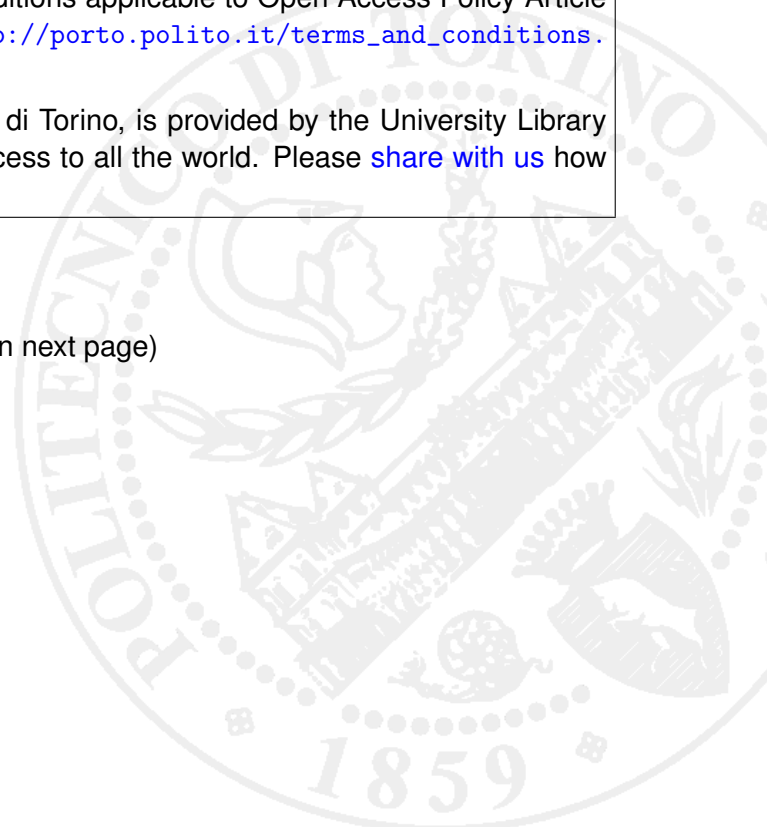 ditions applicable to Open Access Policy Article
://porto.polito.it/terms_and_conditions.
di Torino, is provided by the University Library
cess to all the world. Please share with us how
n next page)
POLITECNICO DI TORINO
1859